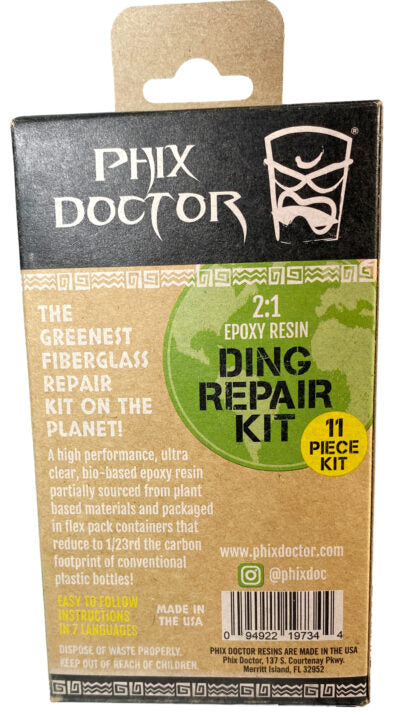 PHIX
DOCTOR
®
2:1
EPOXY RESIN
DING
REPAIR
KIT
11
PIECE
KIT
THE
GREENEST
FIBERGLASS
REPAIR
KIT ON THE
PLANET!
A high performance, ultra
clear, bio-based epoxy resin
partially sourced from plant
based materials and packaged
in flex pack containers that
reduce to 1/23rd the carbon
footprint of conventional
plastic bottles!
EASY TO FOLLOW
INSTRUCTIONS
IN 7 LANGUAGES
MADE IN
THE USA
DISPOSE OF WASTE PROPERLY.
KEEP OUT OF REACH OF CHILDREN.
www.phixdoctor.com
@phixdoc
0 94922 19734 4
PHIX DOCTOR RESINS ARE MADE IN THE USA
Phix Doctor, 137 S. Courtenay Pkwy.
Merritt Island, FL 32952